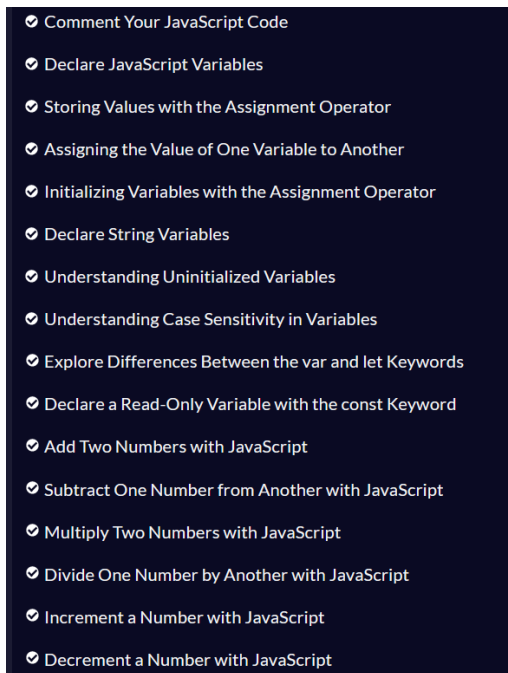 Comment Your JavaScript Code
Declare JavaScript Variables
Storing Values with the Assignment Operator
Assigning the Value of One Variable to Another
Initializing Variables with the Assignment Operator
Declare String Variables
Understanding Uninitialized Variables
Understanding Case Sensitivity in Variables
Explore Differences Between the var and let Keywords
Declare a Read-Only Variable with the const Keyword
Add Two Numbers with JavaScript
Subtract One Number from Another with JavaScript
Multiply Two Numbers with JavaScript
Divide One Number by Another with JavaScript
Increment a Number with JavaScript
Decrement a Number with JavaScript